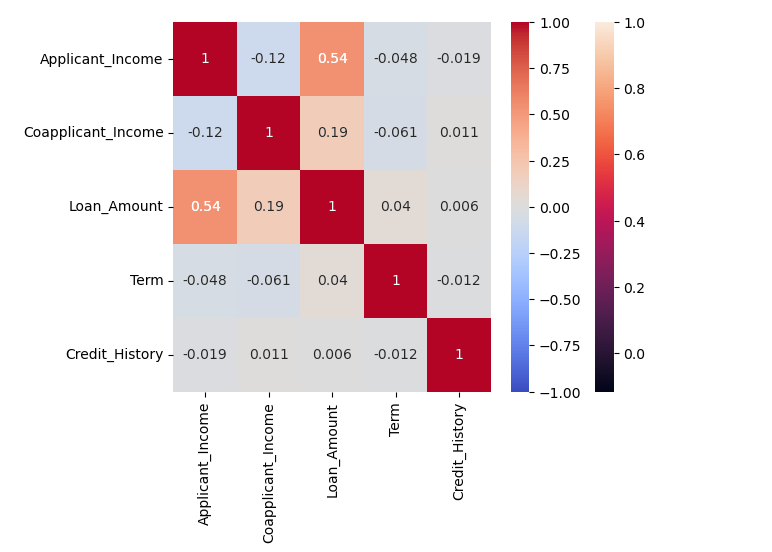 Applicant_Income 1 -0.12 0.54 -0.048 -0.019
Coapplicant_Income -0.12 1 0.19 -0.061 0.011
Loan_Amount 0.54 0.19 1 0.04 0.006
Term -0.048 -0.061 0.04 1 -0.012
Credit_History -0.019 0.011 0.006 -0.012 1
Applicant_Income
Coapplicant_Income
Loan_Amount
Term
Credit_History
1.00
0.75
0.50
0.25
0.00
−0.25
−0.50
−0.75
−1.00
1.0
0.8
0.6
0.4
0.2
0.0